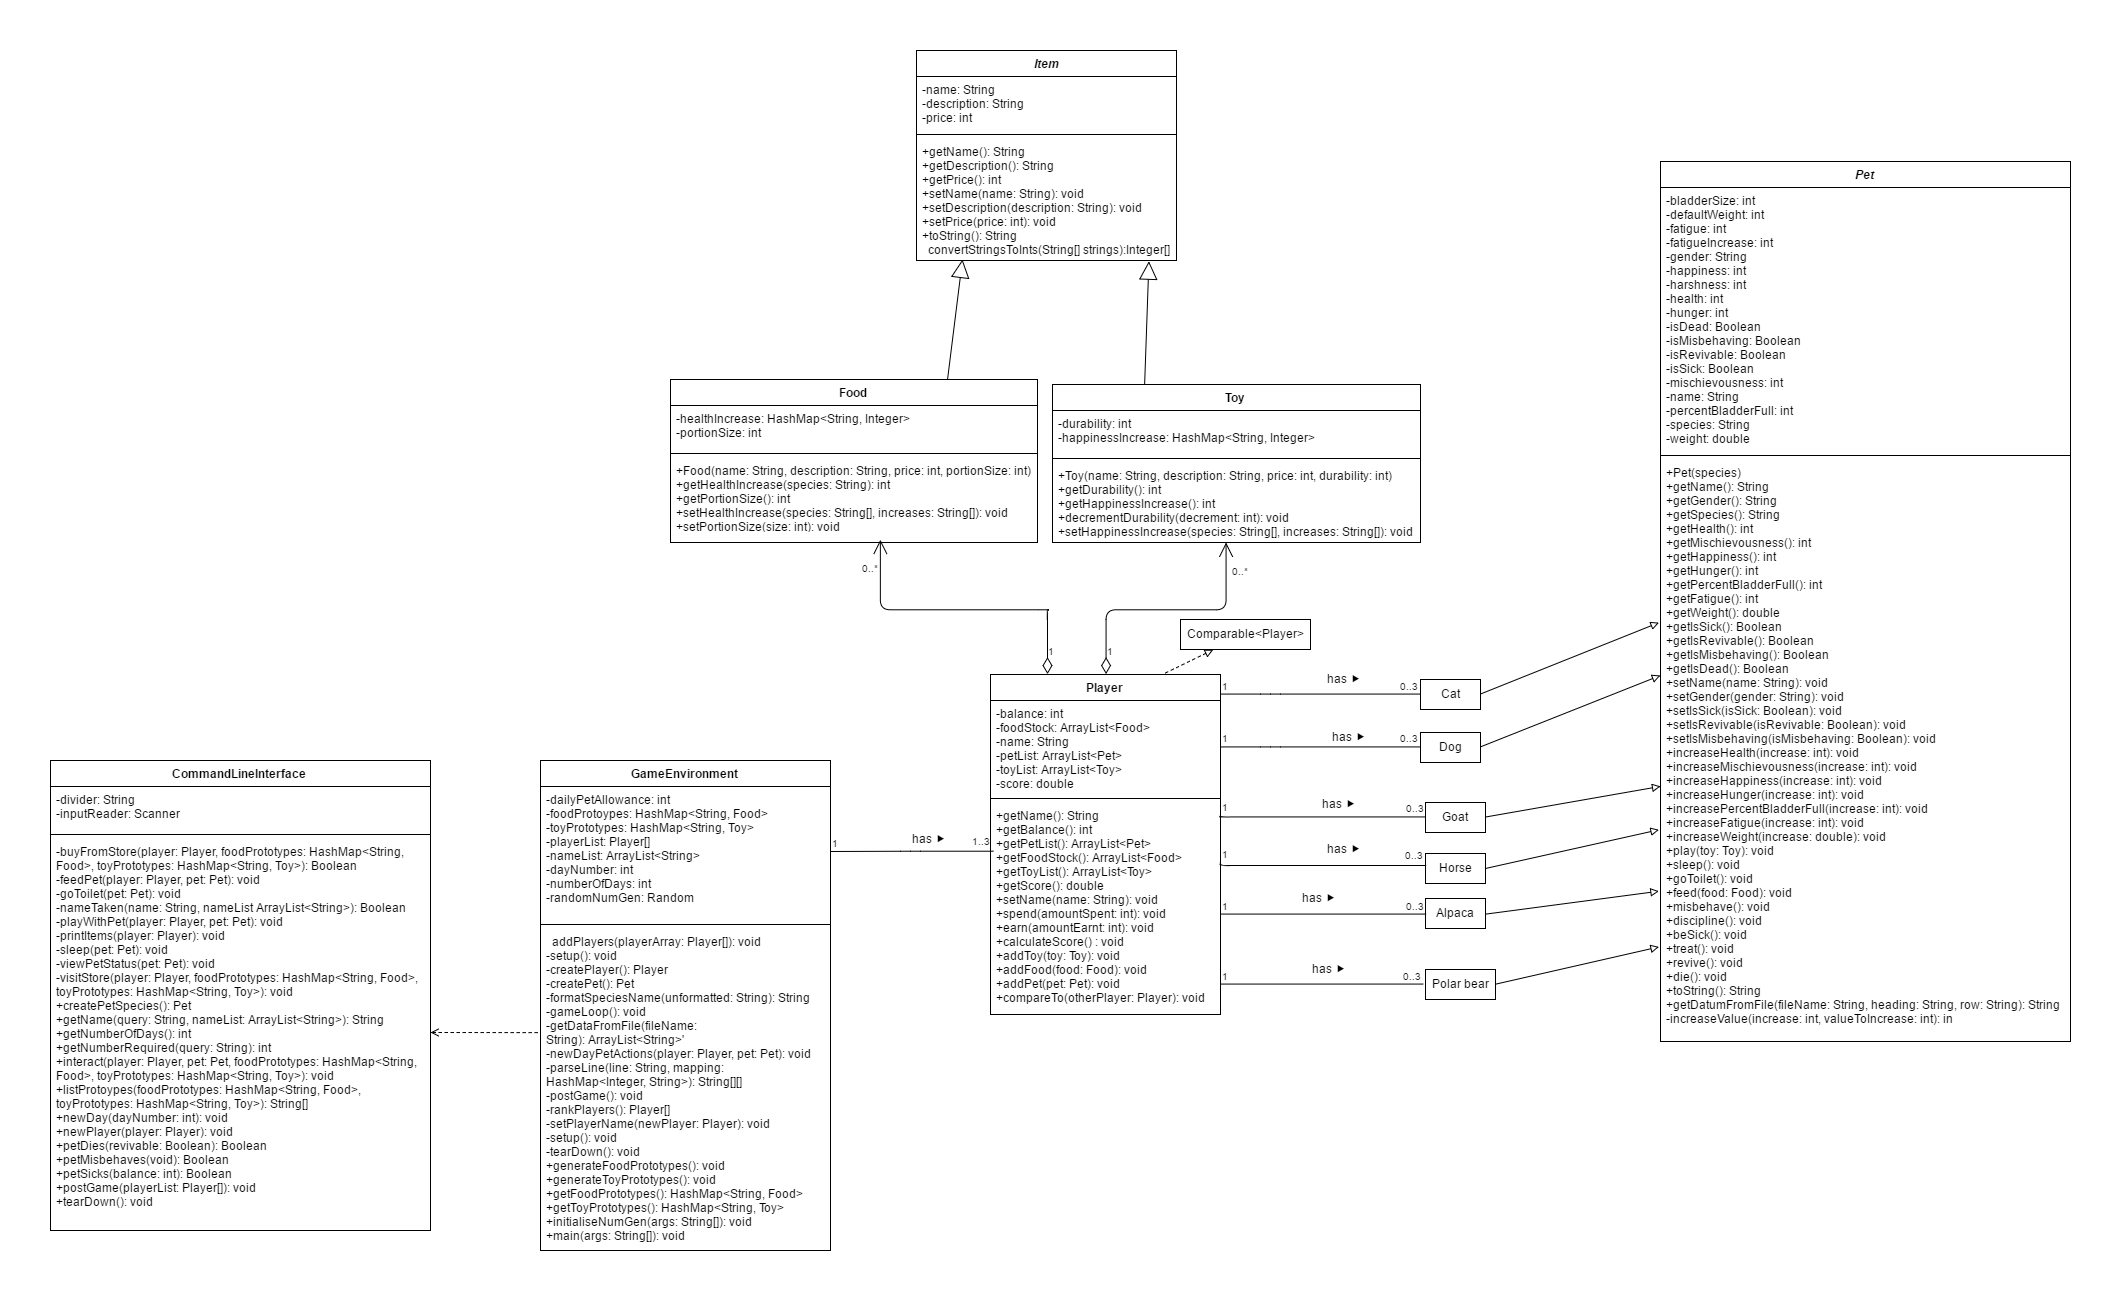 Item
-name: String
-description: String
-price: int
+getName(): String
+getDescription(): String
+getPrice(): int
+setName(name: String): void
+setDescription(description: String): void
+setPrice(price: int): void
+toString(): String
convertStringsToInts(String[] strings):Integer[]
Food
-healthIncrease: HashMap<String, Integer>
-portionSize: int
+Food(name: String, description: String, price: int, portionSize: int)
+getHealthIncrease(species: String): int
+getPortionSize(): int
+setHealthIncrease(species: String[], increases: String[]): void
+setPortionSize(size: int): void
0..*
1
Toy
-durability: int
-happinessIncrease: HashMap<String, Integer>
+Toy(name: String, description: String, price: int, durability: int)
+getDurability(): int
+getHappinessIncrease(): int
+decrementDurability(decrement: int): void
+setHappinessIncrease(species: String[], increases: String[]): void
0..*
1
Comparable<Player>
CommandLineInterface
-divider: String
-inputReader: Scanner
-buyFromStore(player: Player, foodPrototypes: HashMap<String,
Food>, toyPrototypes: HashMap<String, Toy>): Boolean
-feedPet(player: Player, pet: Pet): void
-goToilet(pet: Pet): void
-nameTaken(name: String, nameList ArrayList<String>): Boolean
-playWithPet(player: Player, pet: Pet): void
-printItems(player: Player): void
-sleep(pet: Pet): void
-viewPetStatus(pet: Pet): void
-visitStore(player: Player, foodPrototypes: HashMap<String, Food>,
toyPrototypes: HashMap<String, Toy>): void
+createPetSpecies(): Pet
+getName(query: String, nameList: ArrayList<String>): String
+getNumberOfDays(): int
+getNumberRequired(query: String): int
+interact(player: Player, pet: Pet, foodPrototypes: HashMap<String,
Food>, toyPrototypes: HashMap<String, Toy>): void
+listProtoypes(foodPrototypes: HashMap<String, Food>,
toyPrototypes: HashMap<String, Toy>): String[]
+newDay(dayNumber: int): void
+newPlayer(player: Player): void
+petDies(revivable: Boolean): Boolean
+petMisbehaves(void): Boolean
+petSicks(balance: int): Boolean
+postGame(playerList: Player[]): void
+tearDown(): void
GameEnvironment
-dailyPetAllowance: int
-foodProtoypes: HashMap<String, Food>
-toyPrototypes: HashMap<String, Toy>
-playerList: Player[]
-nameList: ArrayList<String>
-dayNumber: int
-numberOfDays: int
-randomNumGen: Random
addPlayers(playerArray: Player[]): void
-setup(): void
-createPlayer(): Player
-createPet(): Pet
-formatSpeciesName(unformatted: String): String
-gameLoop(): void
-getDataFromFile(fileName:
String): ArrayList<String>'
-newDayPetActions(player: Player, pet: Pet): void
-parseLine(line: String, mapping:
HashMap<Integer, String>): String[][]
-postGame(): void
-rankPlayers(): Player[]
-setPlayerName(newPlayer: Player): void
-setup(): void
-tearDown(): void
+generateFoodPrototypes(): void
+generateToyPrototypes(): void
+getFoodPrototypes(): HashMap<String, Food>
+getToyPrototypes(): HashMap<String, Toy>
+initialiseNumGen(args: String[]): void
+main(args: String[]): void
1
has ▶
1..3
Player
-balance: int
-foodStock: ArrayList<Food>
-name: String
-petList: ArrayList<Pet>
-toyList: ArrayList<Toy>
-score: double
+getName(): String
+getBalance(): int
+getPetList(): ArrayList<Pet>
+getFoodStock(): ArrayList<Food>
+getToyList(): ArrayList<Toy>
+getScore(): double
+setName(name: String): void
+spend(amountSpent: int): void
+earn(amountEarnt: int): void
+calculateScore() : void
+addToy(toy: Toy): void
+addFood(food: Food): void
+addPet(pet: Pet): void
+compareTo(otherPlayer: Player): void
1 has ▶ 0..3 Cat
1 has ▶ 0..3 Dog
1 has ▶ 0..3 Goat
1 has ▶ 0..3 Horse
1 has ▶ 0..3 Alpaca
1 has ▶ 0..3 Polar bear
Pet
-bladderSize: int
-defaultWeight: int
-fatigue: int
-fatigueIncrease: int
-gender: String
-happiness: int
-harshness: int
-health: int
-hunger: int
-isDead: Boolean
-isMisbehaving: Boolean
-isRevivable: Boolean
-isSick: Boolean
-mischievousness: int
-name: String
-percentBladderFull: int
-species: String
-weight: double
+Pet(species)
+getName(): String
+getGender(): String
+getSpecies(): String
+getHealth(): int
+getMischievousness(): int
+getHappiness(): int
+getHunger(): int
+getPercentBladderFull(): int
+getFatigue(): int
+getWeight(): double
+getIsSick(): Boolean
+getIsRevivable(): Boolean
+getIsMisbehaving(): Boolean
+getIsDead(): Boolean
+setName(name: String): void
+setGender(gender: String): void
+setIsSick(isSick: Boolean): void
+setIsRevivable(isRevivable: Boolean): void
+setIsMisbehaving(isMisbehaving: Boolean): void
+increaseHealth(increase: int): void
+increaseMischievousness(increase: int): void
+increaseHappiness(increase: int): void
+increaseHunger(increase: int): void
+increasePercentBladderFull(increase: int): void
+increaseFatigue(increase: int): void
+increaseWeight(increase: double): void
+play(toy: Toy): void
+sleep(): void
+goToilet(): void
+feed(food: Food): void
+misbehave(): void
+discipline(): void
+beSick(): void
+treat(): void
+revive(): void
+die(): void
+toString(): String
+getDatumFromFile(fileName: String, heading: String, row: String): String
-increaseValue(increase: int, valueToIncrease: int): in